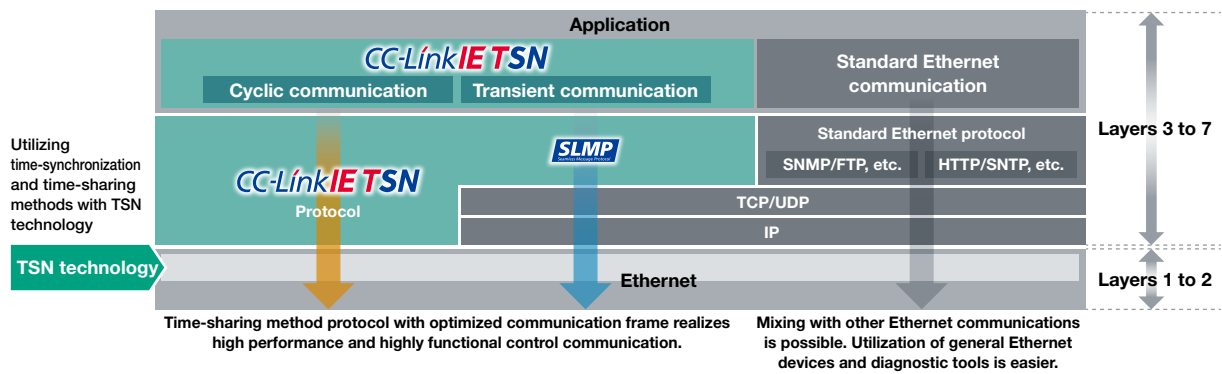 Application
CC-Link IE TSN
Cyclic communication
Transient communication
Standard Ethernet
communication
Layers 3 to 7
Utilizing
time-synchronization
and time-sharing
methods with TSN
technology
CC-Link IE TSN
Protocol
SLMP
Seamless Message Protocol
Standard Ethernet protocol
SNMP/FTP, etc.
HTTP/SNTP, etc.
TCP/UDP
IP
TSN technology
Ethernet
Layers 1 to 2
Time-sharing method protocol with optimized communication frame realizes
high performance and highly functional control communication.
Mixing with other Ethernet communications
is possible. Utilization of general Ethernet
devices and diagnostic tools is easier.